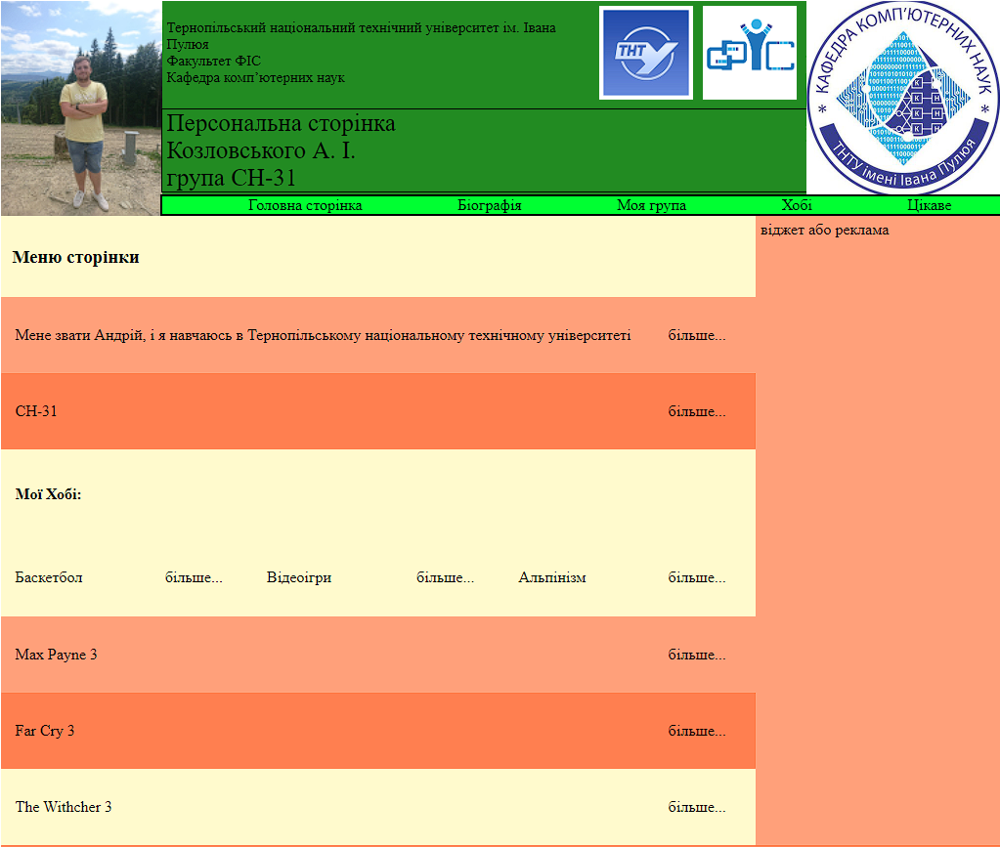 Тернопільський національний технічний університет ім. Івана
Пулюя
Факультет ФІС
Кафедра комп’ютерних наук
ТНТУ
ФІС
КАФЕДРА КОМП’ЮТЕРНИХ НАУК
* ТНТУ імені Івана Пулюя *
Персональна сторінка
Козловського А. І.
група СН-31
Головна сторінка Біографія Моя група Хобі Цікаве
Меню сторінки
віджет або реклама
Мене звати Андрій, і я навчаюсь в Тернопільському національному технічному університеті більше...
СН-31 більше...
Мої Хобі:
Баскетбол більше... Відеоігри більше... Альпінізм більше...
Max Payne 3 більше...
Far Cry 3 більше...
The Withcher 3 більше...